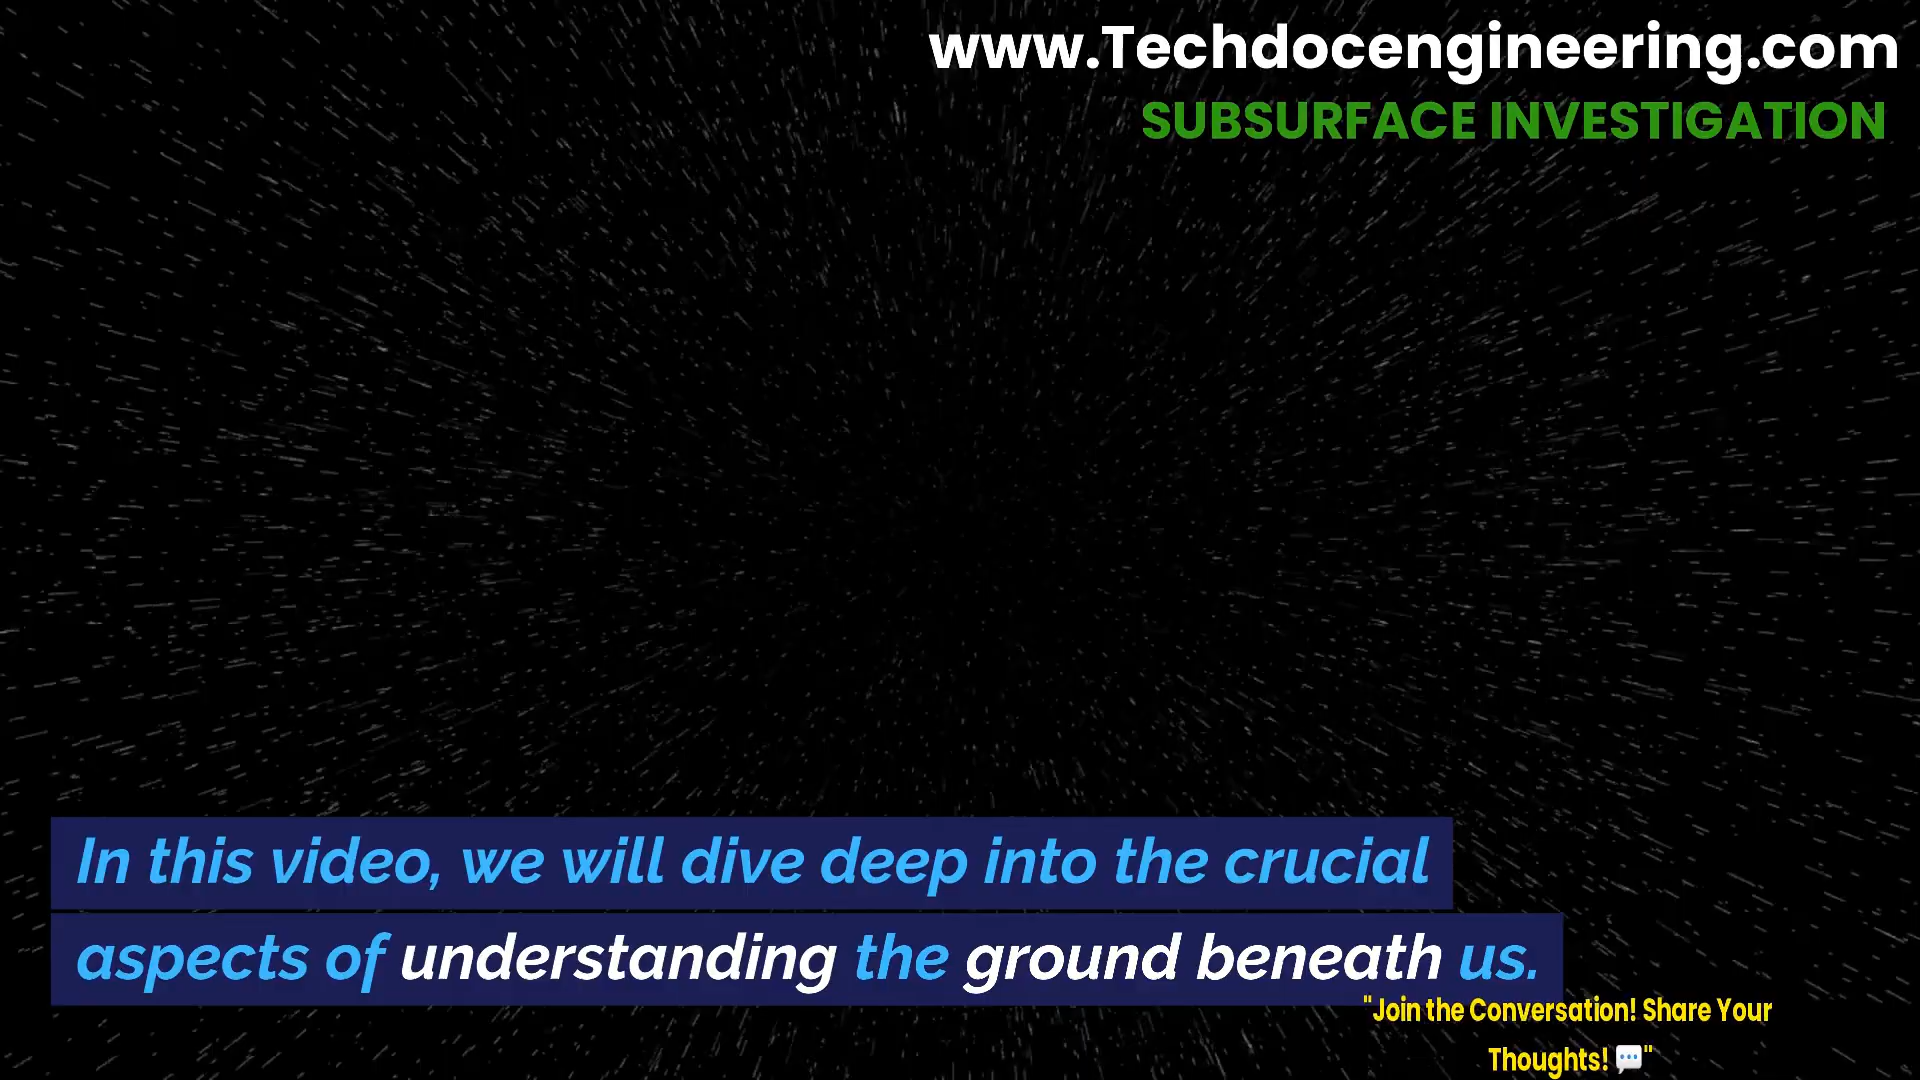 www.Techdocengineering.com
SUBSURFACE INVESTIGATION
In this video, we will dive deep into the crucial
aspects of understanding the ground beneath us.
"Join the Conversation! Share Your
Thoughts! 💬"